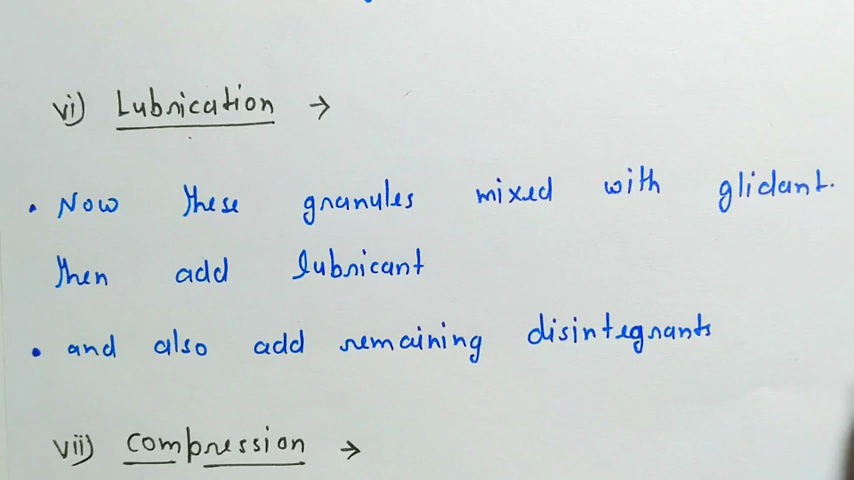 vi) Lubrication →
• Now these granules mixed with glidant.
then add lubricant
• and also add remaining disintegrants
vii) compression →